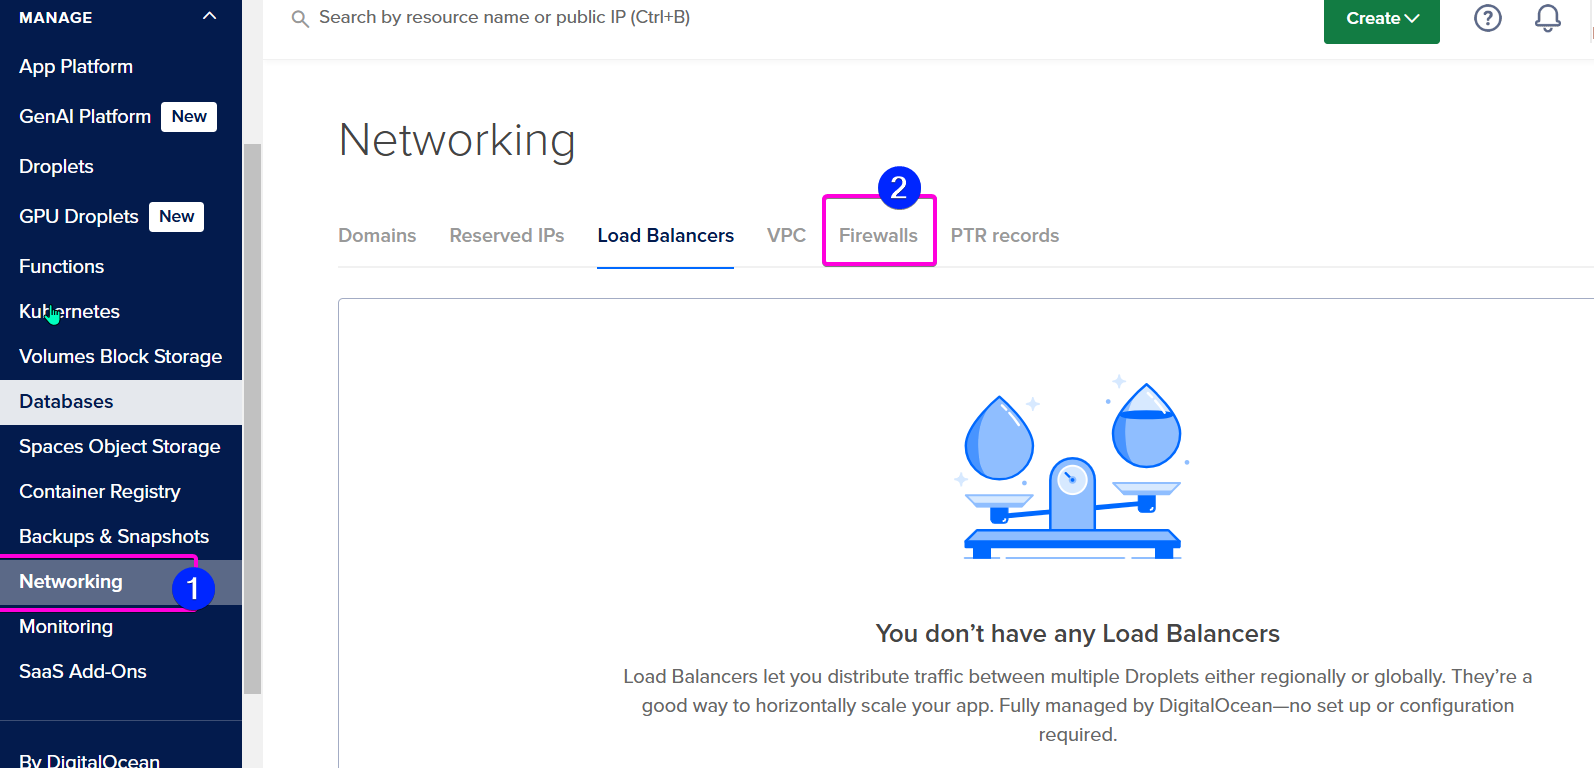 MANAGE
App Platform
GenAI Platform New
Droplets
GPU Droplets New
Functions
Kubernetes
Volumes Block Storage
Databases
Spaces Object Storage
Container Registry
Backups & Snapshots
Networking 1
Monitoring
SaaS Add-Ons
By DigitalOcean
Search by resource name or public IP (Ctrl+B)
Create
?
Networking
2
Domains Reserved IPs Load Balancers VPC Firewalls PTR records
You don’t have any Load Balancers
Load Balancers let you distribute traffic between multiple Droplets either regionally or globally. They’re a
good way to horizontally scale your app. Fully managed by DigitalOcean—no set up or configuration
required.